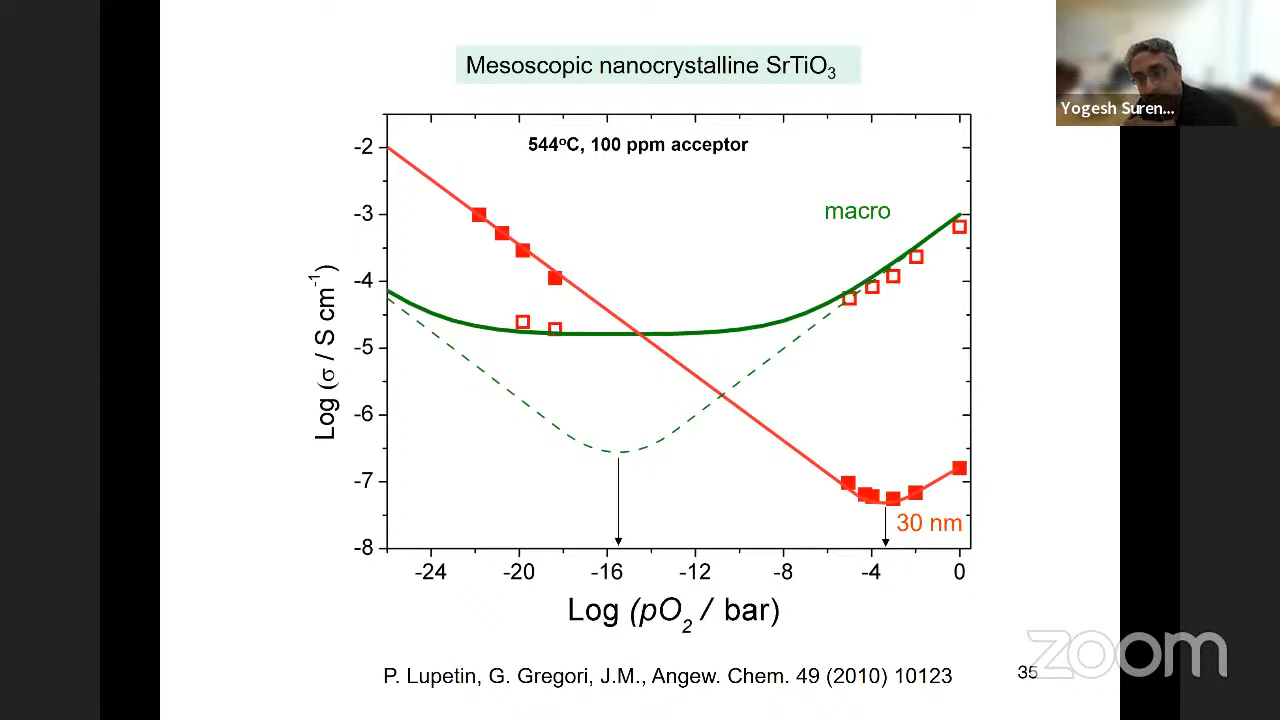 Mesoscopic nanocrystalline SrTiO₃
Yogesh Suren...
544°C, 100 ppm acceptor
macro
30 nm
Log (σ / S cm⁻¹)
-2
-3
-4
-5
-6
-7
-8
-24 -20 -16 -12 -8 -4 0
Log (pO₂ / bar)
P. Lupetin, G. Gregori, J.M., Angew. Chem. 49 (2010) 10123
35
zoom